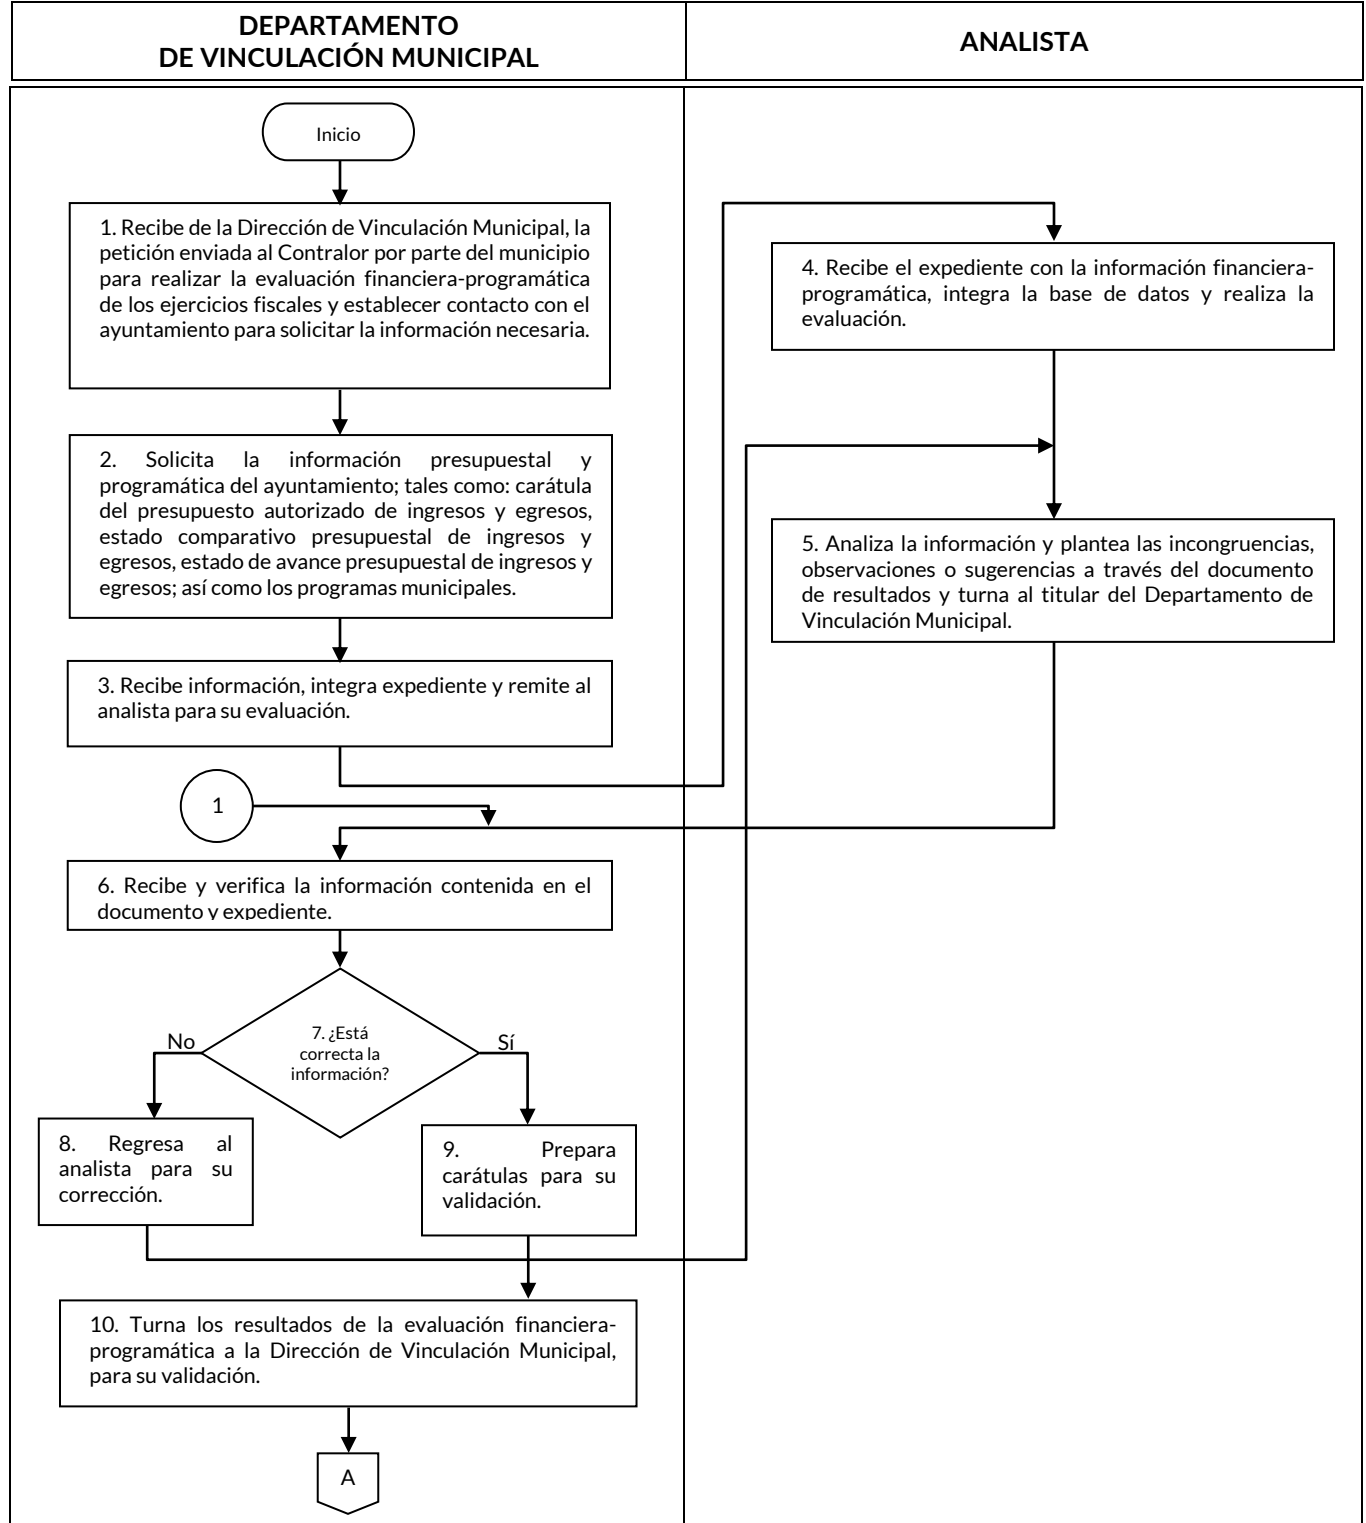 DEPARTAMENTO
DE VINCULACIÓN MUNICIPAL
ANALISTA
Inicio
1. Recibe de la Dirección de Vinculación Municipal, la
petición enviada al Contralor por parte del municipio
para realizar la evaluación financiera-programática
de los ejercicios fiscales y establecer contacto con el
ayuntamiento para solicitar la información necesaria.
2. Solicita la información presupuestal y
programática del ayuntamiento; tales como: carátula
del presupuesto autorizado de ingresos y egresos,
estado comparativo presupuestal de ingresos y
egresos, estado de avance presupuestal de ingresos y
egresos; así como los programas municipales.
3. Recibe información, integra expediente y remite al
analista para su evaluación.
4. Recibe el expediente con la información financiera-
programática, integra la base de datos y realiza la
evaluación.
5. Analiza la información y plantea las incongruencias,
observaciones o sugerencias a través del documento
de resultados y turna al titular del Departamento de
Vinculación Municipal.
1
6. Recibe y verifica la información contenida en el
documento y expediente.
7. ¿Está
correcta la
información?
No
Sí
8. Regresa al
analista para su
corrección.
9. Prepara
carátulas para su
validación.
10. Turna los resultados de la evaluación financiera-
programática a la Dirección de Vinculación Municipal,
para su validación.
A